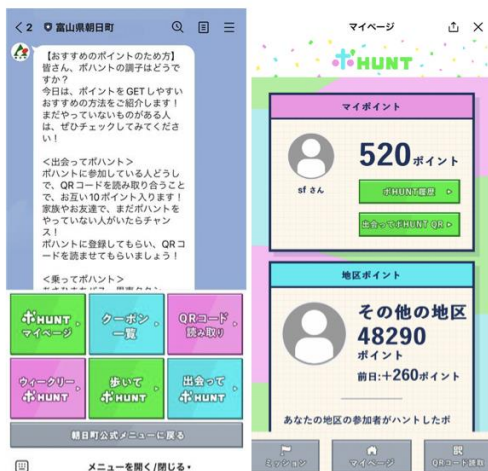 2 富山県朝日町
【おすすめのポイントのため方】
皆さん、ポハントの調子はどうで
すか？
今日は、ポイントをGETしやすい
おすすめの方法をご紹介します！
まだやっていないものがある人
は、ぜひチェックしてみてくださ
い！
＜出会ってポハント＞
ポハントに参加している人どうし
で、QRコードを読み取り合うこと
で、お互い10ポイント入ります！
家族やお友達で、まだポハントを
やっていない人がいたらチャン
ス！
ポハントに登録してもらい、QRコ
ードを読ませてもらいましょう！
＜乗ってポハント＞
ポHUNT
マイページ
クーポン
一覧
QRコード
読み取り
ウィークリー
ポHUNT
歩いて
ポHUNT
出会って
ポHUNT
朝日町公式メニューに戻る
メニューを開く/閉じる
マイページ
ポHUNT
マイポイント
sf さん
520ポイント
ポHUNT履歴
出会ってポHUNT QR
地区ポイント
その他の地区
48290
ポイント
前日:+260ポイント
あなたの地区の参加者がハントしたポ
ミッション
マイページ
QRコード読取